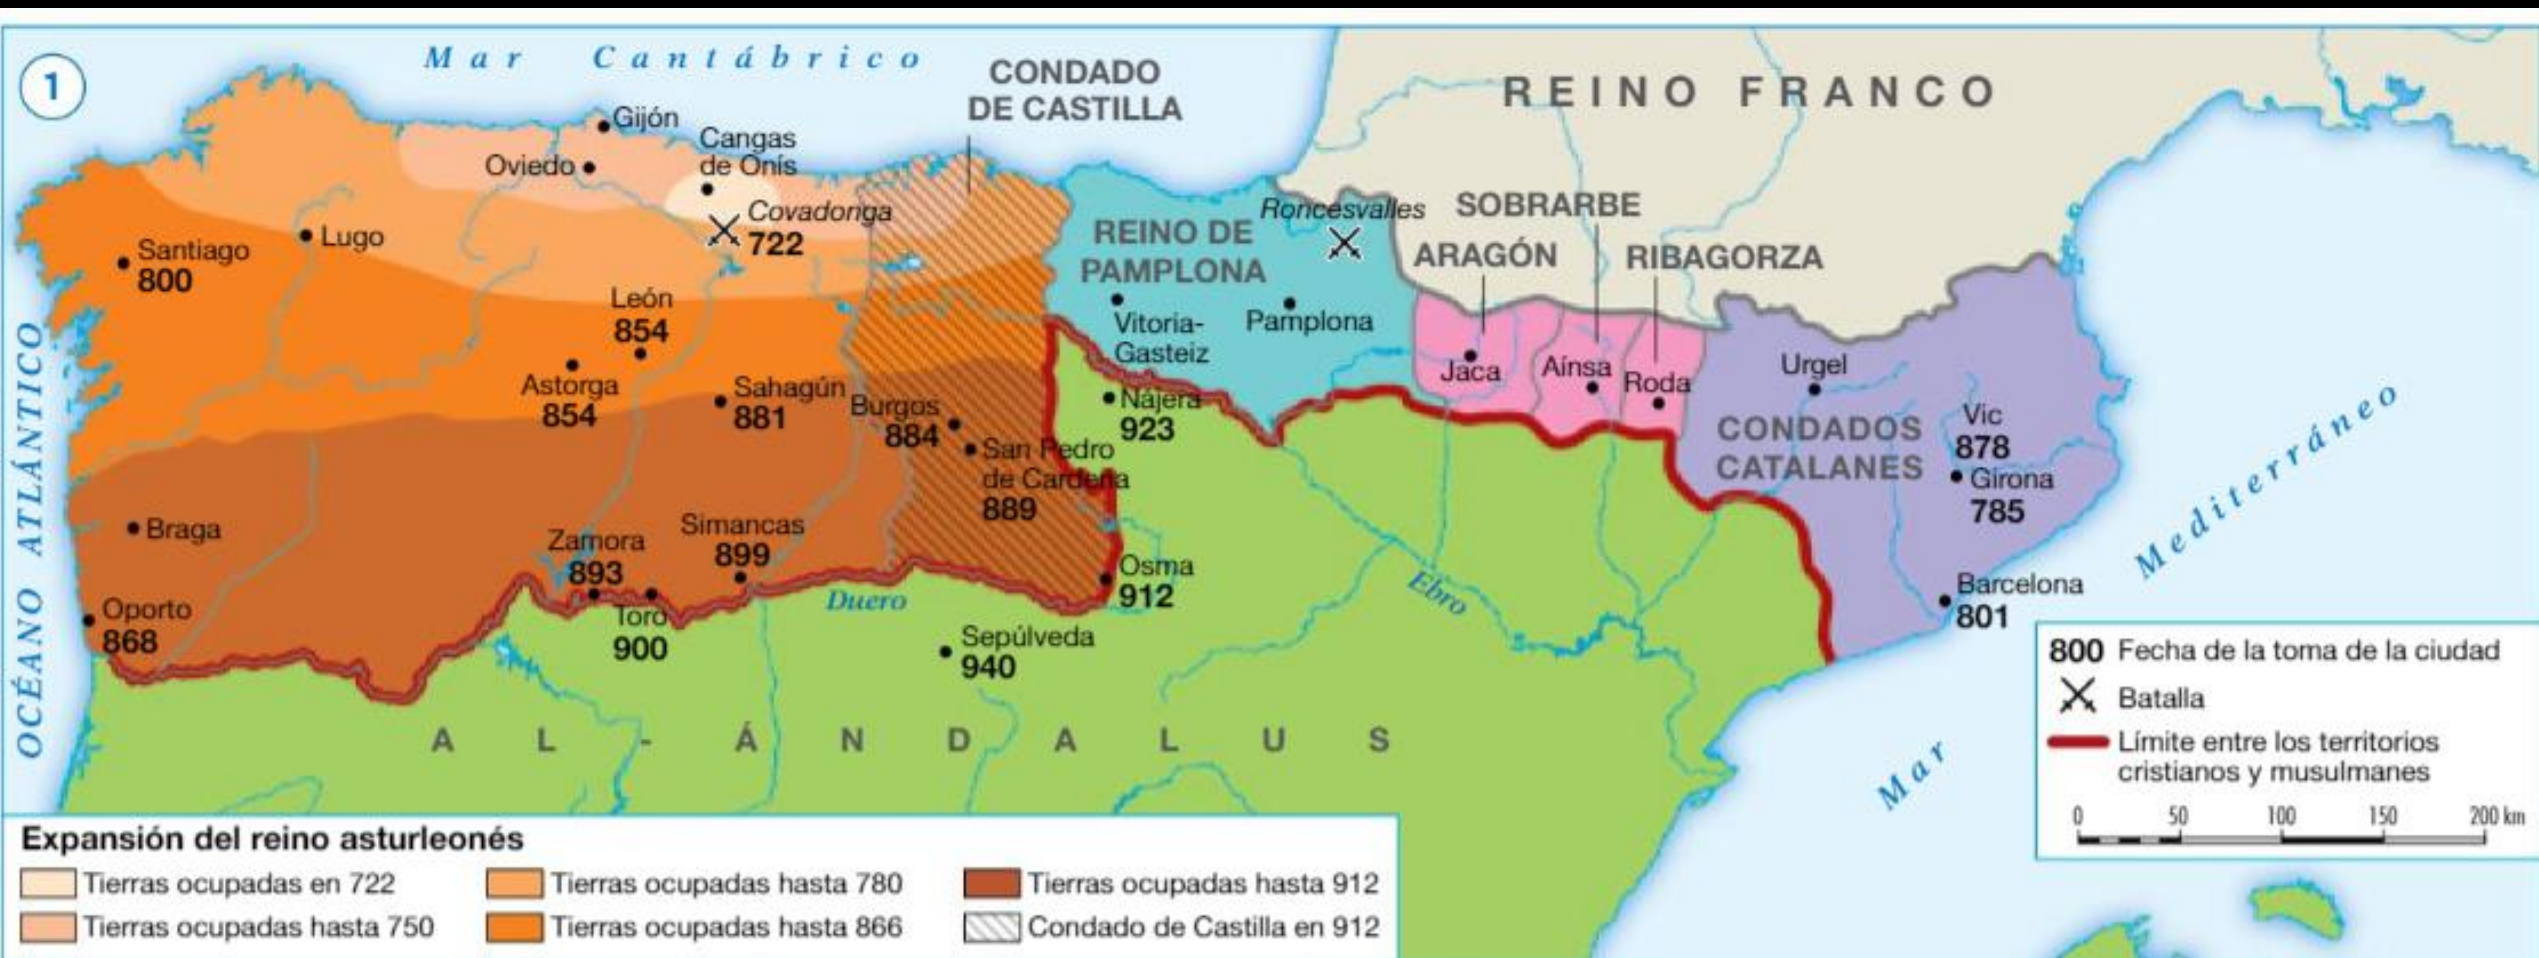 1
Mar Cantábrico
CONDADO
DE CASTILLA
REINO FRANCO
Gijón
Cangas
de Onís
Oviedo
Covadonga
722
Lugo
Santiago
800
León
854
Astorga
854
Sahagún
881
Burgos
884
San Pedro
de Cardeña
889
Braga
Oporto
868
Zamora
893
Toro
900
Simancas
899
Duero
Sepúlveda
940
Osma
912
REINO DE
PAMPLONA
Roncesvalles
Vitoria-
Gasteiz
Pamplona
Nájera
923
SOBRARBE
ARAGÓN
RIBAGORZA
Jaca
Aínsa
Roda
Urgel
CONDADOS
CATALANES
Vic
878
Girona
785
Barcelona
801
Ebro
OCÉANO ATLÁNTICO
Mar Mediterráneo
AL-ÁNDALUS
800 Fecha de la toma de la ciudad
Batalla
Límite entre los territorios
cristianos y musulmanes
0 50 100 150 200 km
Expansión del reino asturleonés
Tierras ocupadas en 722
Tierras ocupadas hasta 750
Tierras ocupadas hasta 780
Tierras ocupadas hasta 866
Tierras ocupadas hasta 912
Condado de Castilla en 912